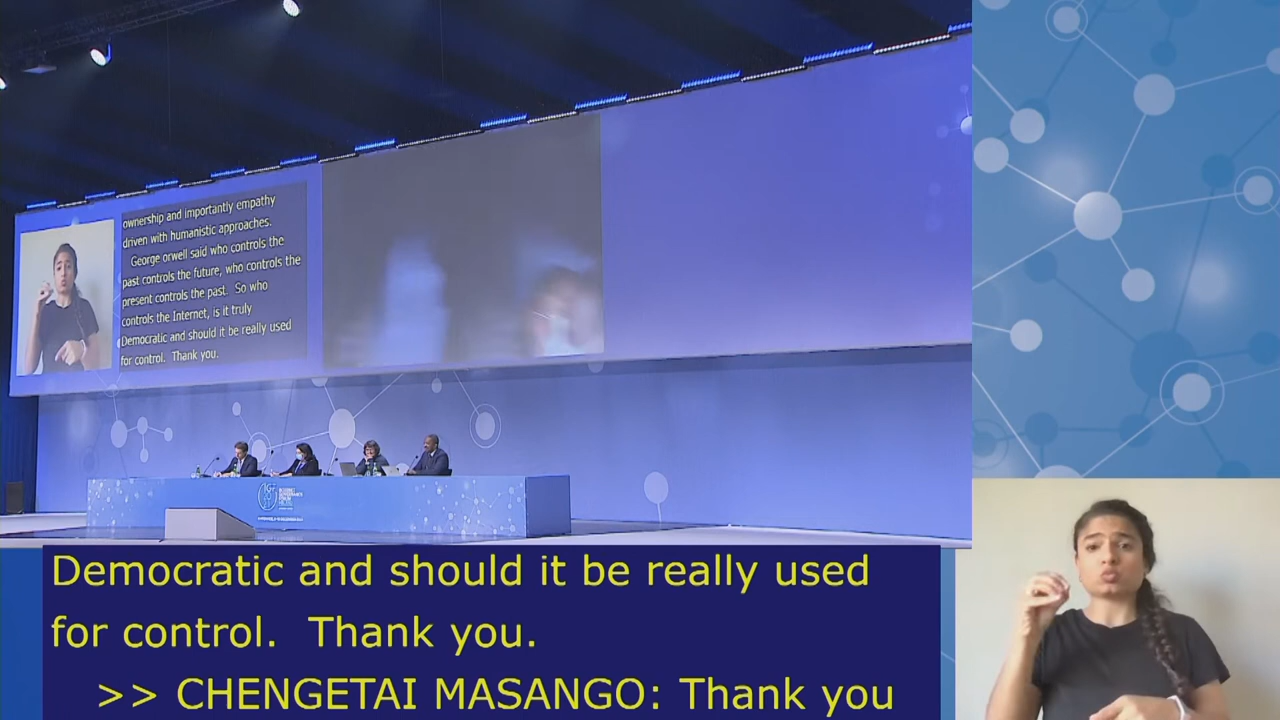 ownership and importantly empathy
driven with humanistic approaches.
George orwell said who controls the
past controls the future, who controls the
present controls the past. So who
controls the Internet, is it truly
Democratic and should it be really used
for control. Thank you.
Democratic and should it be really used
for control. Thank you.
>> CHENGETAI MASANGO: Thank you